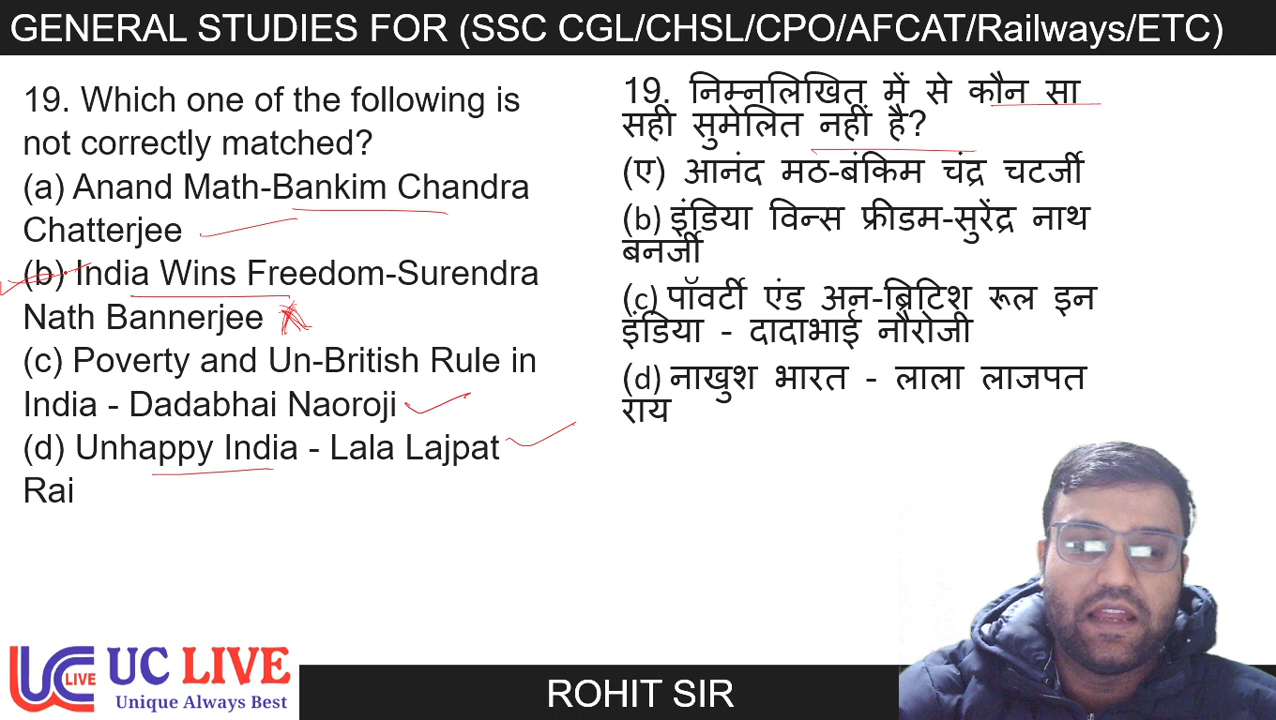 GENERAL STUDIES FOR (SSC CGL/CHSL/CPO/AFCAT/Railways/ETC)
19. Which one of the following is
not correctly matched?
(a) Anand Math-Bankim Chandra
Chatterjee
(b) India Wins Freedom-Surendra
Nath Bannerjee
(c) Poverty and Un-British Rule in
India - Dadabhai Naoroji
(d) Unhappy India - Lala Lajpat
Rai
19. निम्नलिखित में से कौन सा
सही सुमेलित नहीं है?
(ए) आनंद मठ-बंकिम चंद्र चटर्जी
(b) इंडिया विन्स फ्रीडम-सुरेंद्र नाथ
बनर्जी
(c) पॉवर्टी एंड अन-ब्रिटिश रूल इन
इंडिया - दादाभाई नौरोजी
(d) नाखुश भारत - लाला लाजपत
राय
UC LIVE
LIVE
Unique Always Best
ROHIT SIR